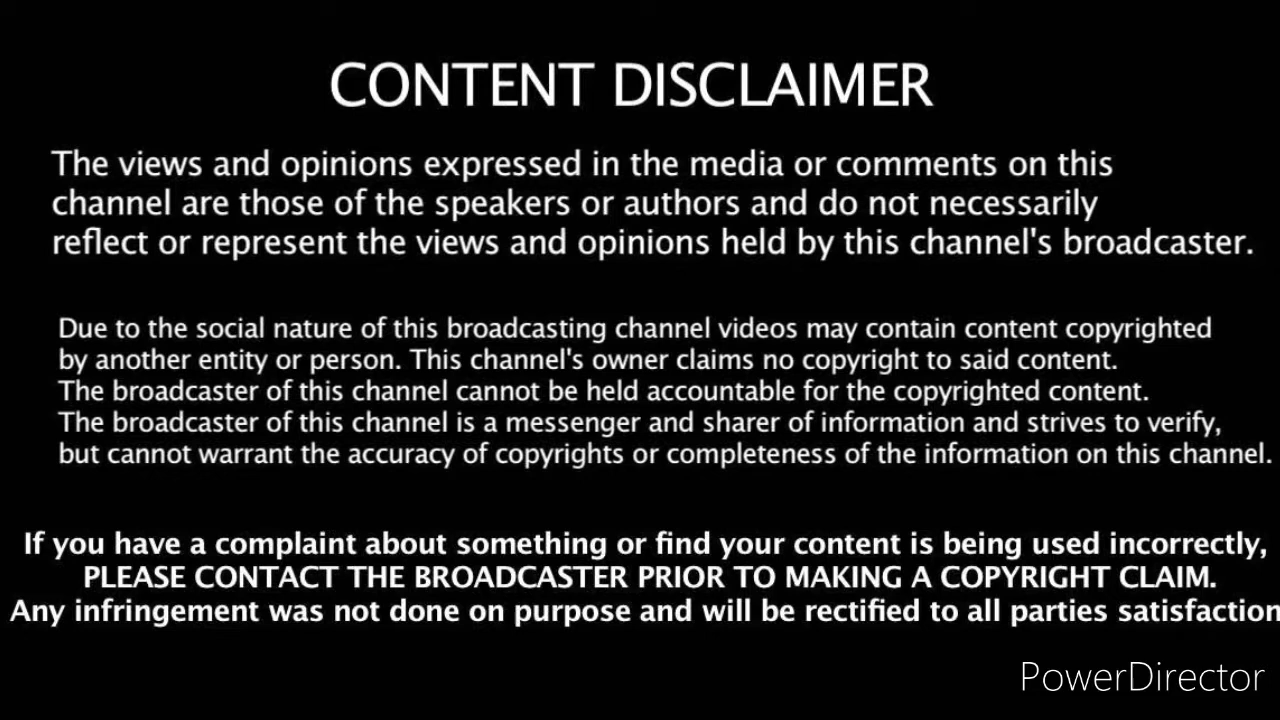 CONTENT DISCLAIMER
The views and opinions expressed in the media or comments on this
channel are those of the speakers or authors and do not necessarily
reflect or represent the views and opinions held by this channel's broadcaster.
Due to the social nature of this broadcasting channel videos may contain content copyrighted
by another entity or person. This channel's owner claims no copyright to said content.
The broadcaster of this channel cannot be held accountable for the copyrighted content.
The broadcaster of this channel is a messenger and sharer of information and strives to verify,
but cannot warrant the accuracy of copyrights or completeness of the information on this channel.
If you have a complaint about something or find your content is being used incorrectly,
PLEASE CONTACT THE BROADCASTER PRIOR TO MAKING A COPYRIGHT CLAIM.
Any infringement was not done on purpose and will be rectified to all parties satisfaction
PowerDirector